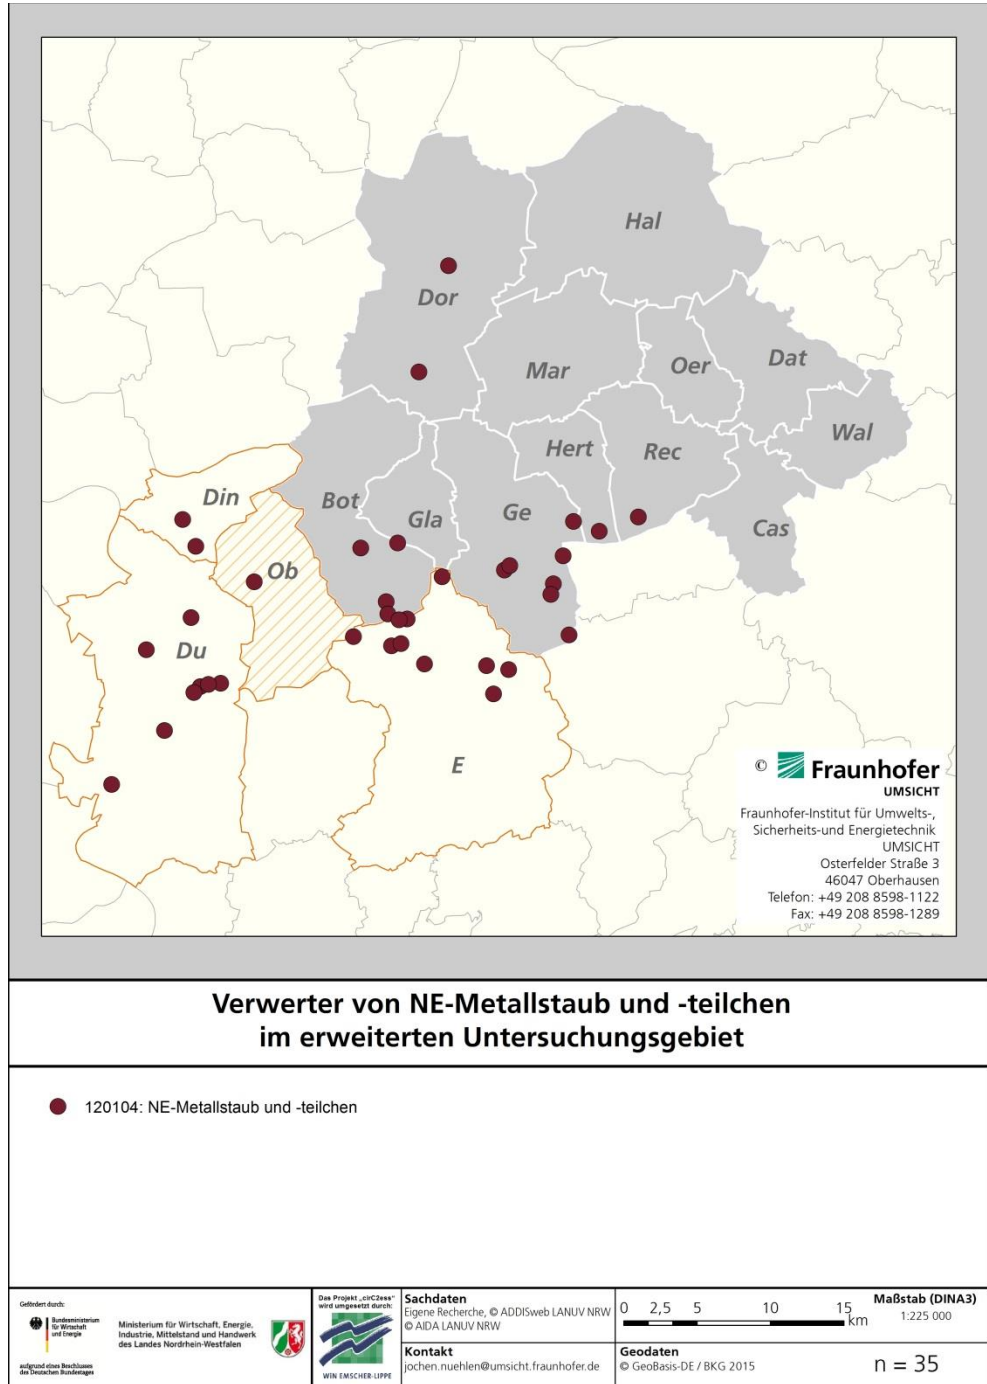 Hal
Dor
Mar
Oer
Dat
Wal
Hert
Rec
Din
Bot
Gla
Ge
Cas
Ob
Du
E
© Fraunhofer
UMSICHT
Fraunhofer-Institut für Umwelts-,
Sicherheits-und Energietechnik
UMSICHT
Osterfelder Straße 3
46047 Oberhausen
Telefon: +49 208 8598-1122
Fax: +49 208 8598-1289
Verwerter von NE-Metallstaub und -teilchen
im erweiterten Untersuchungsgebiet
120104: NE-Metallstaub und -teilchen
Gefördert durch:
Bundesministerium
für Wirtschaft
und Energie
aufgrund eines Beschlusses
des Deutschen Bundestages
Ministerium für Wirtschaft, Energie,
Industrie, Mittelstand und Handwerk
des Landes Nordrhein-Westfalen
Das Projekt „cirC2ess“
wird umgesetzt durch:
WiN EMSCHER-LIPPE
Sachdaten
Eigene Recherche, © ADDISweb LANUV NRW
© AIDA LANUV NRW
Kontakt
jochen.nuehlen@umsicht.fraunhofer.de
0 2,5 5 10 15
km
Maßstab (DINA3)
1:225 000
Geodaten
© GeoBasis-DE / BKG 2015
n = 35